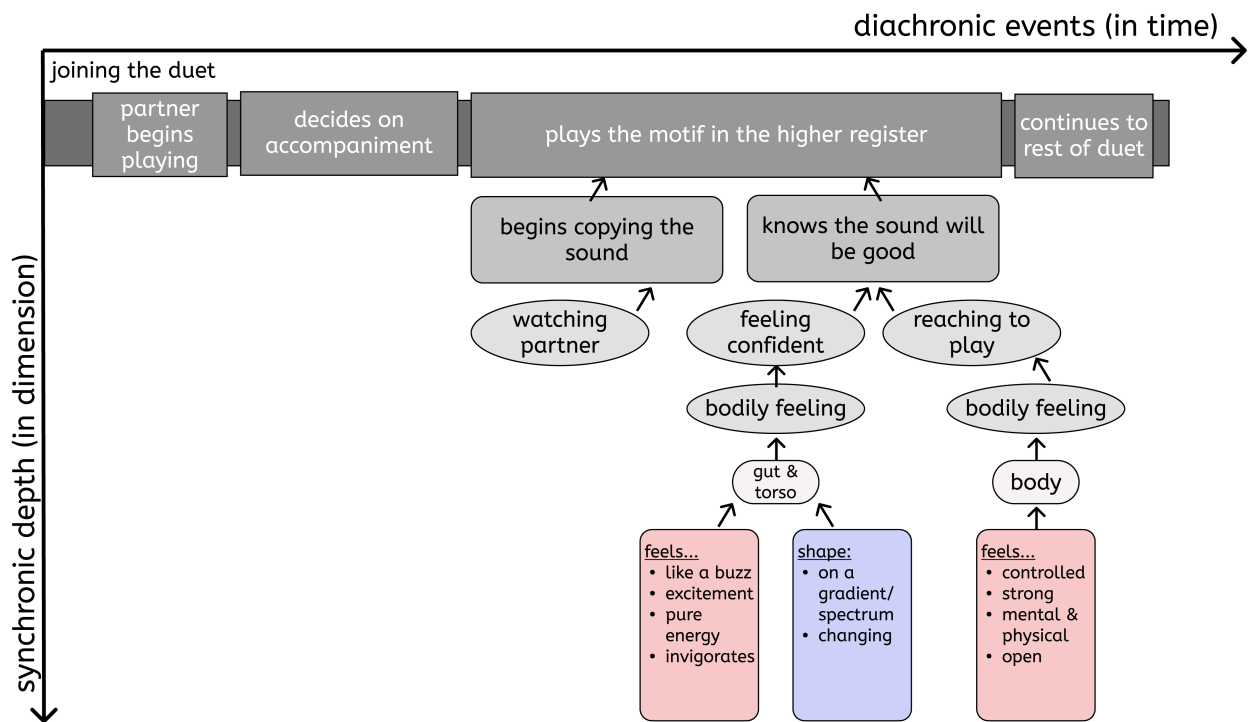 diachronic events (in time)
joining the duet
partner
begins
playing
decides on
accompaniment
plays the motif in the higher register
continues to
rest of duet
begins copying the
sound
knows the sound will
be good
watching
partner
feeling
confident
reaching to
play
bodily feeling
bodily feeling
gut &
torso
body
feels...
• like a buzz
• excitement
• pure
energy
• invigorates
shape:
• on a
gradient/
spectrum
• changing
feels...
• controlled
• strong
• mental &
physical
• open
synchronic depth (in dimension)